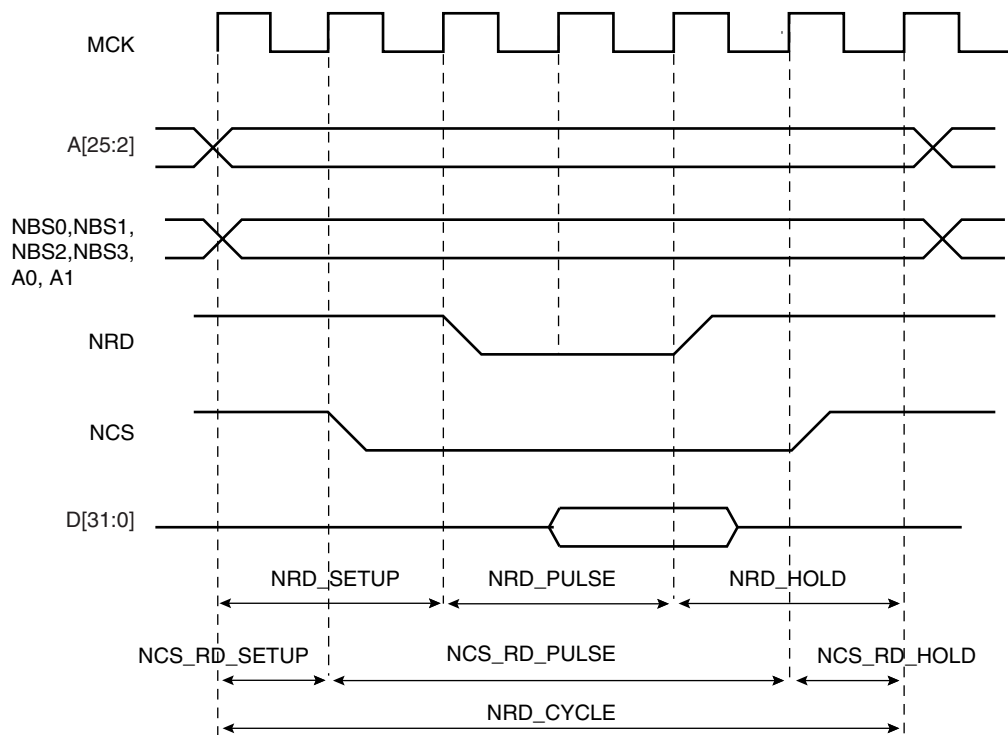 MCK
A[25:2]
NBS0,NBS1,
NBS2,NBS3,
A0, A1
NRD
NCS
D[31:0]
NRD_SETUP
NRD_PULSE
NRD_HOLD
NCS_RD_SETUP
NCS_RD_PULSE
NCS_RD_HOLD
NRD_CYCLE